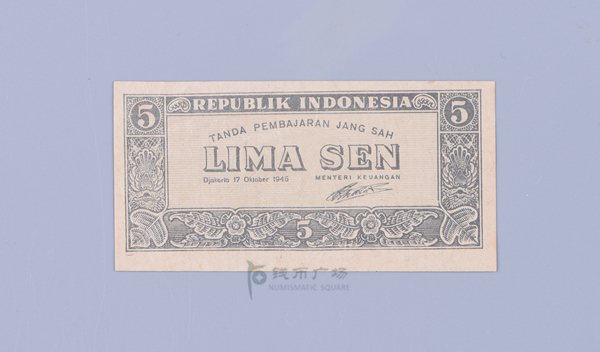 REPUBLIK INDONESIA
5 5
TANDA PEMBAJARAN JANG SAH
LIMA SEN
Djakarta 17 Oktober 1945 MENTERI KEUANGAN
5
钱币广场
NUMISMATIC SQUARE